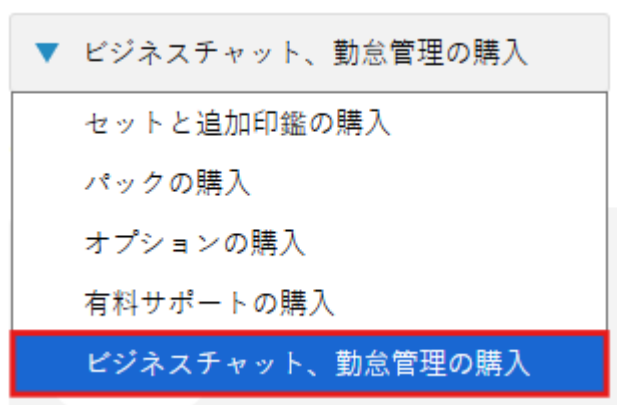 ▼ ビジネスチャット、勤怠管理の購入
セットと追加印鑑の購入
パックの購入
オプションの購入
有料サポートの購入
ビジネスチャット、勤怠管理の購入